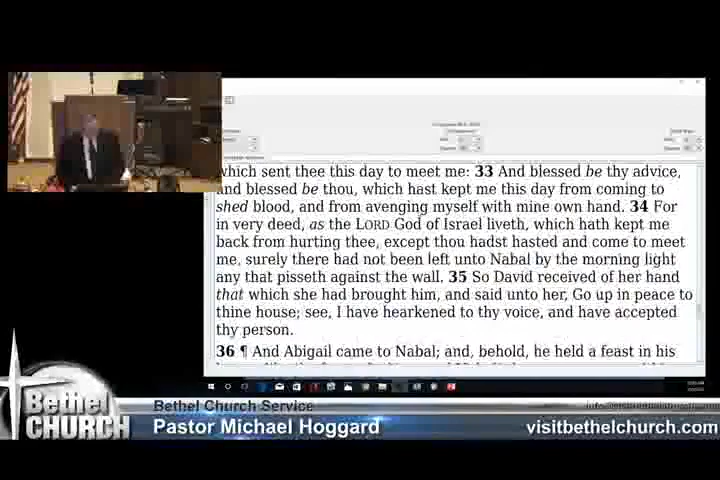 which sent thee this day to meet me: 33 And blessed be thy advice,
and blessed be thou, which hast kept me this day from coming to
shed blood, and from avenging myself with mine own hand. 34 For
in very deed, as the LORD God of Israel liveth, which hath kept me
back from hurting thee, except thou hadst hasted and come to meet
me, surely there had not been left unto Nabal by the morning light
any that pisseth against the wall. 35 So David received of her hand
that which she had brought him, and said unto her, Go up in peace to
thine house; see, I have hearkened to thy voice, and have accepted
thy person.
36 ¶ And Abigail came to Nabal; and, behold, he held a feast in his
Bethel
CHURCH
Bethel Church Service
Pastor Michael Hoggard
visitbethelchurch.com